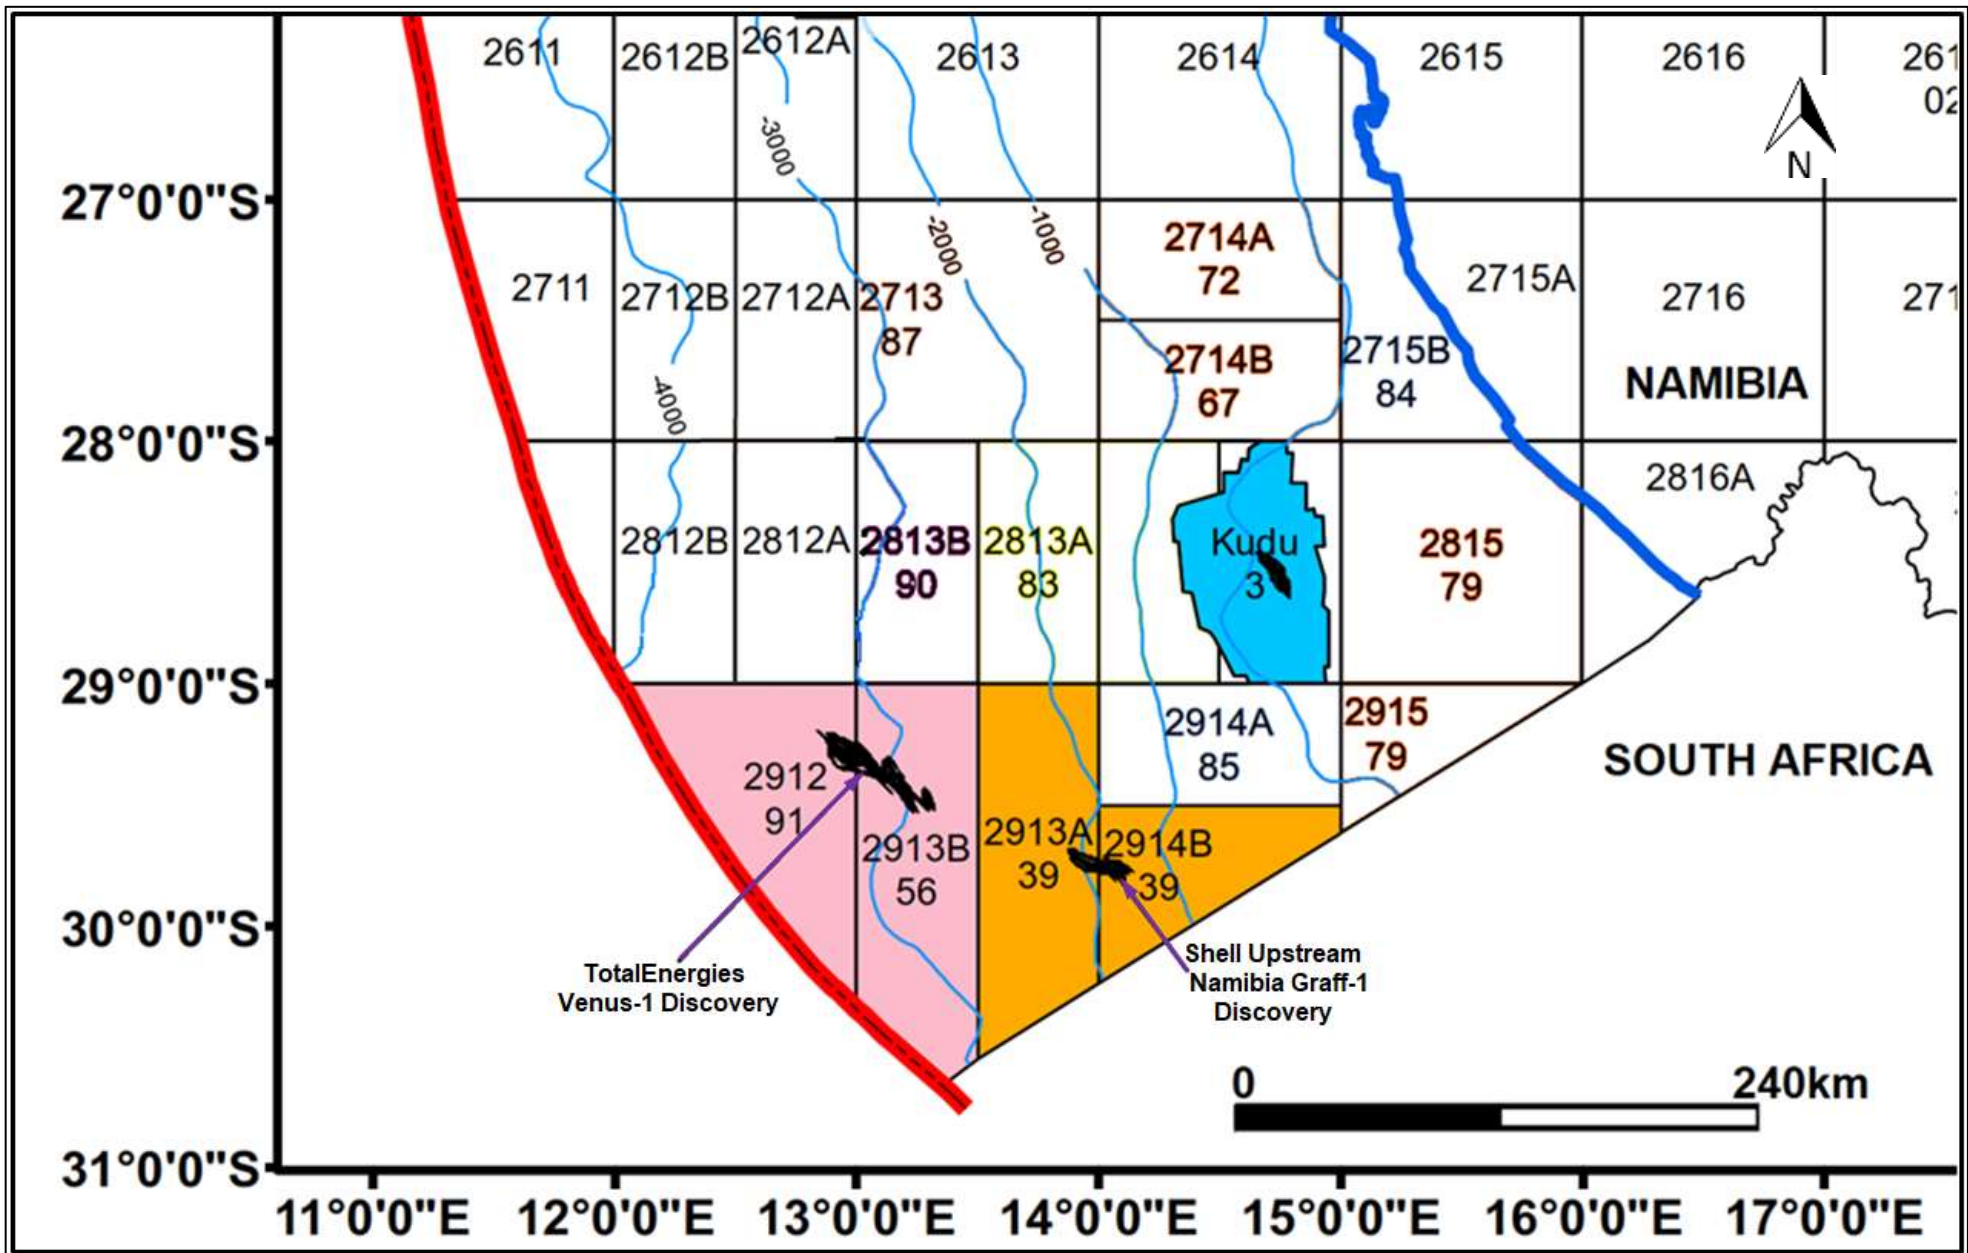 2611
2612B
2612A
2613
2614
2615
2616
261
02
N
-3000
-2000
-1000
-4000
27°0'0"S
2711
2712B
2712A
2713
87
2714A
72
2714B
67
2715A
2715B
84
2716
271
NAMIBIA
28°0'0"S
2812B
2812A
2813B
90
2813A
83
Kudu
3
2815
79
2816A
29°0'0"S
2912
91
2913B
56
2913A
39
2914A
85
2914B
39
2915
79
SOUTH AFRICA
30°0'0"S
TotalEnergies
Venus-1 Discovery
Shell Upstream
Namibia Graff-1
Discovery
0
240km
31°0'0"S
11°0'0"E
12°0'0"E
13°0'0"E
14°0'0"E
15°0'0"E
16°0'0"E
17°0'0"E